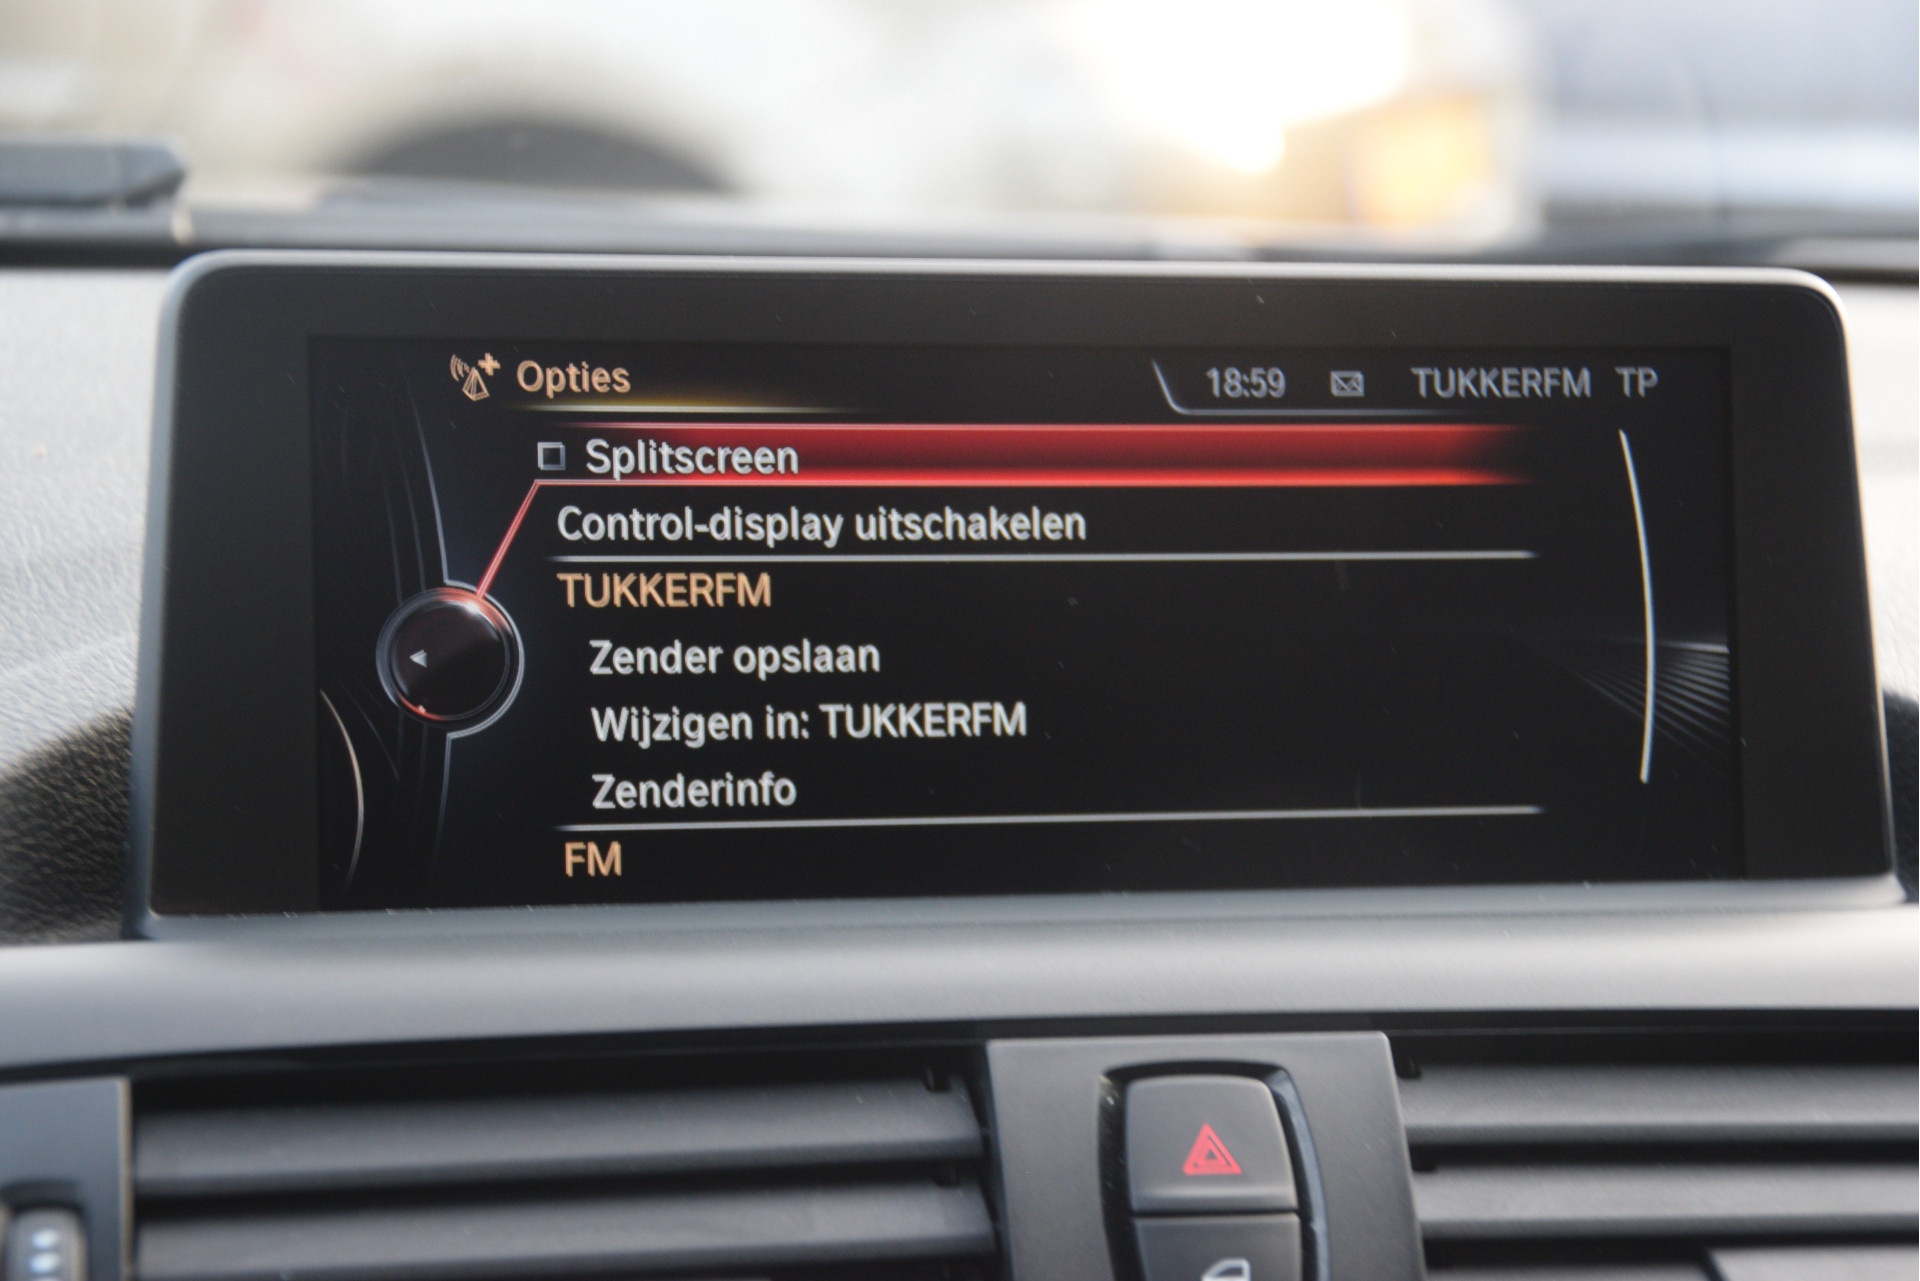 Opties
18:59 TUKKERFM TP
Splitscreen
Control-display uitschakelen
TUKKERFM
Zender opslaan
Wijzigen in: TUKKERFM
Zenderinfo
FM